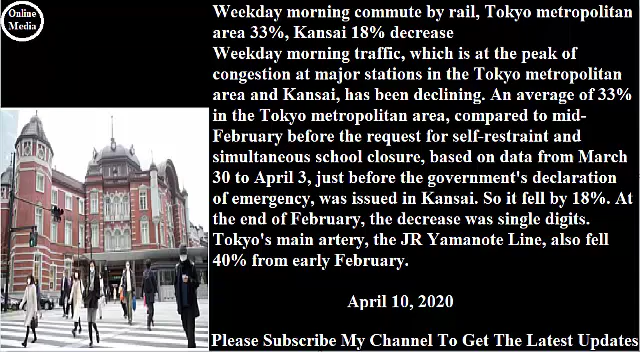 Online
Media
Weekday morning commute by rail, Tokyo metropolitan
area 33%, Kansai 18% decrease
Weekday morning traffic, which is at the peak of
congestion at major stations in the Tokyo metropolitan
area and Kansai, has been declining. An average of 33%
in the Tokyo metropolitan area, compared to mid-
February before the request for self-restraint and
simultaneous school closure, based on data from March
30 to April 3, just before the government's declaration
of emergency, was issued in Kansai. So it fell by 18%. At
the end of February, the decrease was single digits.
Tokyo's main artery, the JR Yamanote Line, also fell
40% from early February.
April 10, 2020
Please Subscribe My Channel To Get The Latest Updates